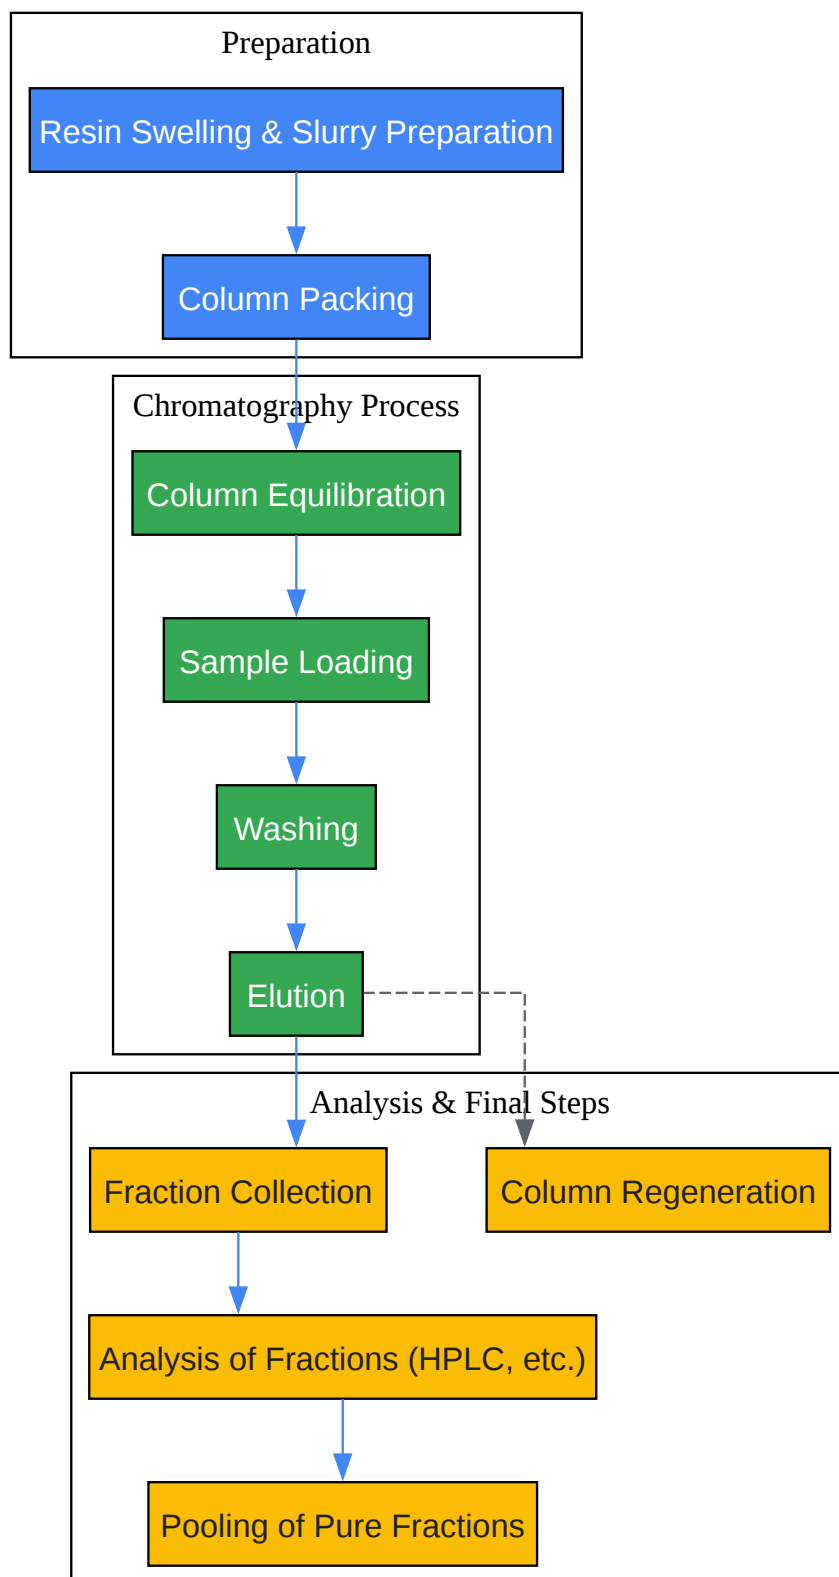 Preparation
Resin Swelling & Slurry Preparation
Column Packing
Chromatography Process
Column Equilibration
Sample Loading
Washing
Elution
Analysis & Final Steps
Fraction Collection
Column Regeneration
Analysis of Fractions (HPLC, etc.)
Pooling of Pure Fractions